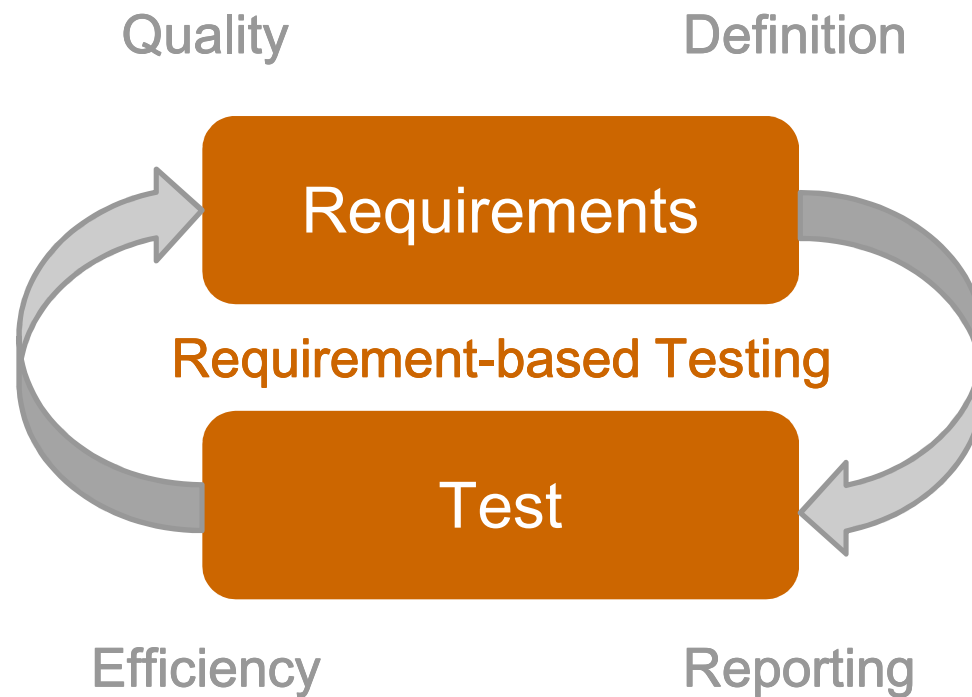 Quality
Definition
Requirements
Requirement-based Testing
Test
Efficiency
Reporting